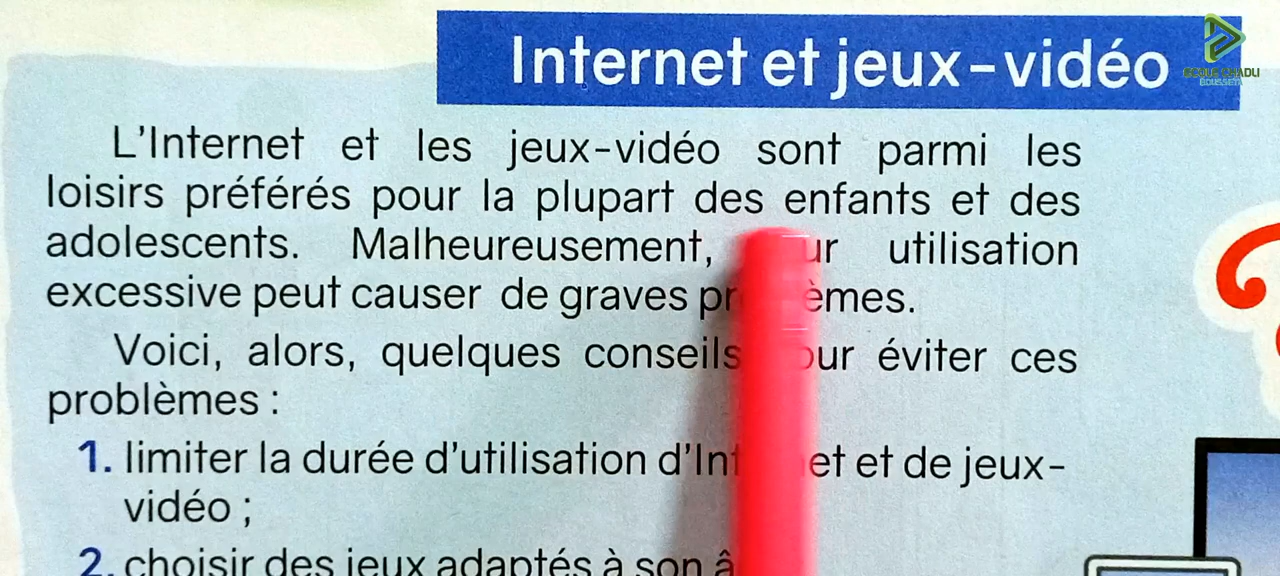 Internet et jeux-vidéo
ECOLE CHADLI
L'Internet et les jeux-vidéo sont parmi les
loisirs préférés pour la plupart des enfants et des
adolescents. Malheureusement, utilisation
excessive peut causer de graves
Voici, alors, quelques conseils éviter ces
problèmes :
1. limiter la durée d'utilisation et de jeux-
vidéo ;
2. choisir des jeux adaptés à son